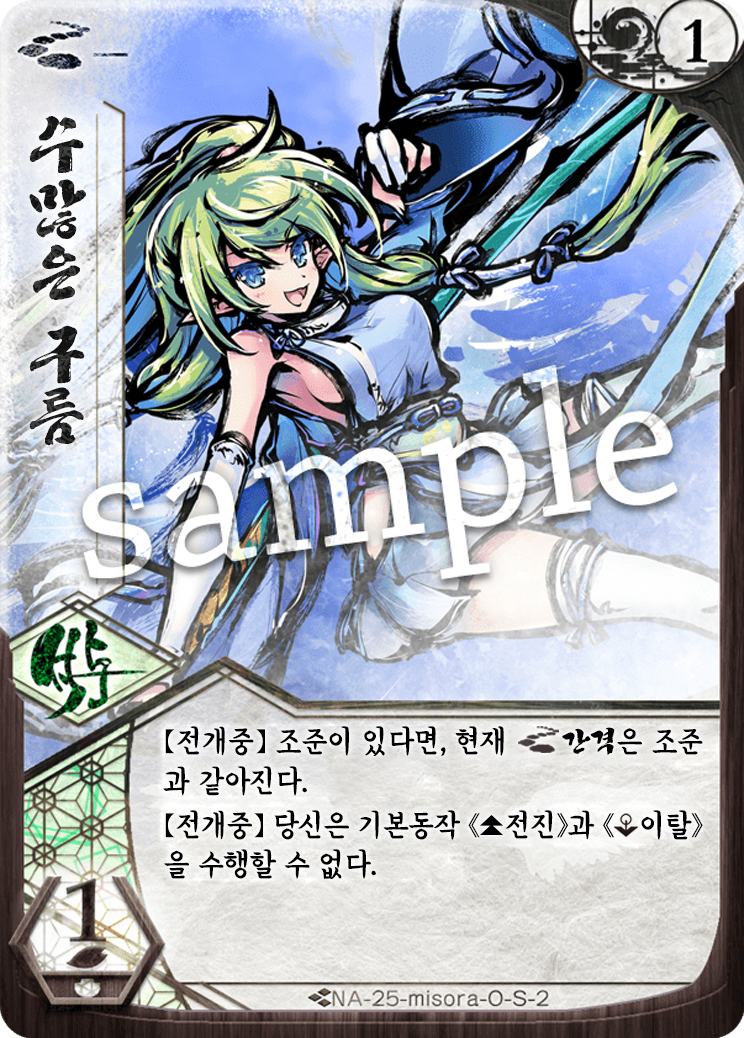 1
수많은 구름
sample
【전개중】 조준이 있다면, 현재 간격은 조준
과 같아진다.
【전개중】 당신은 기본동작 《전진》과 《이탈》
을 수행할 수 없다.
1
NA-25-misora-O-S-2